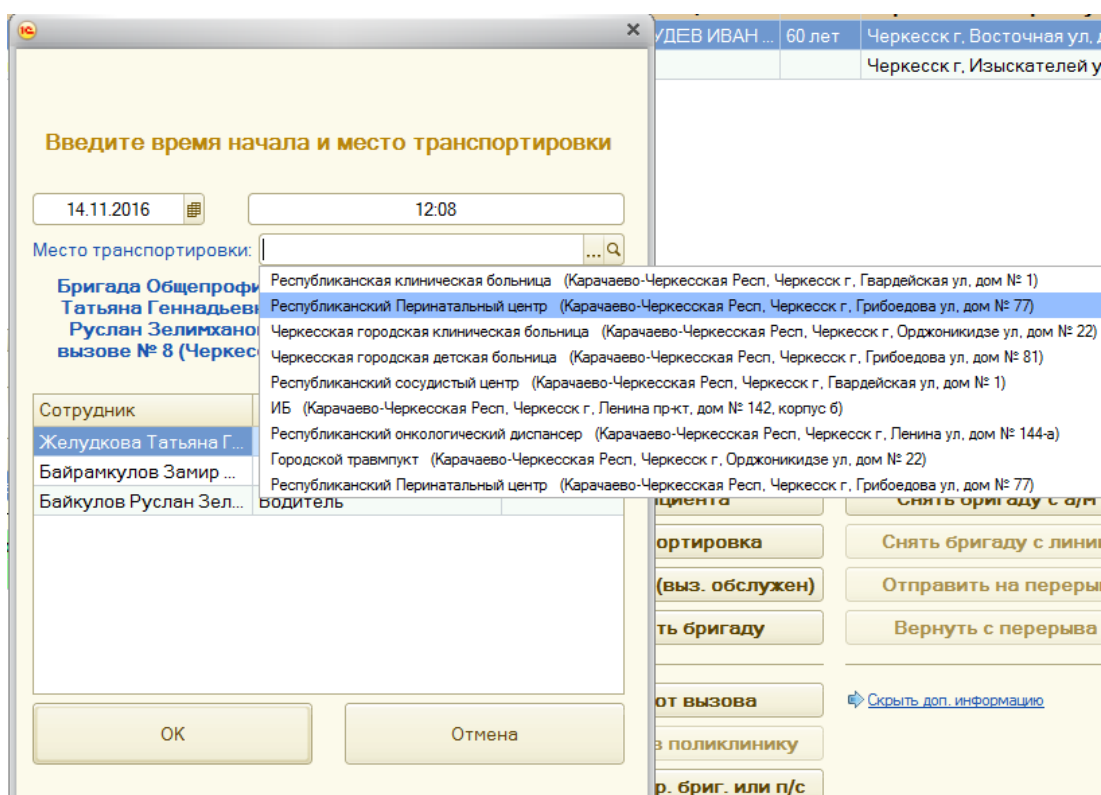 1С
УДЕВ ИВАН ... 60 лет Черкесск г, Восточная ул,
Черкесск г, Изыскателей у
Введите время начала и место транспортировки
14.11.2016 12:08
Место транспортировки: ...
Бригада Общепрофи
Татьяна Геннадьевн
Руслан Зелимхано
вызове № 8 (Черкес
Республиканская клиническая больница (Карачаево-Черкесская Респ, Черкесск г, Гвардейская ул, дом № 1)
Республиканский Перинатальный центр (Карачаево-Черкесская Респ, Черкесск г, Грибоедова ул, дом № 77)
Черкесская городская клиническая больница (Карачаево-Черкесская Респ, Черкесск г, Орджоникидзе ул, дом № 22)
Черкесская городская детская больница (Карачаево-Черкесская Респ, Черкесск г, Грибоедова ул, дом № 81)
Республиканский сосудистый центр (Карачаево-Черкесская Респ, Черкесск г, Гвардейская ул, дом № 1)
ИБ (Карачаево-Черкесская Респ, Черкесск г, Ленина пр-кт, дом № 142, корпус б)
Республиканский онкологический диспансер (Карачаево-Черкесская Респ, Черкесск г, Ленина ул, дом № 144-а)
Городской травмпукт (Карачаево-Черкесская Респ, Черкесск г, Орджоникидзе ул, дом № 22)
Республиканский Перинатальный центр (Карачаево-Черкесская Респ, Черкесск г, Грибоедова ул, дом № 77)
Сотрудник
Желудкова Татьяна Г...
Байрамкулов Замир ...
Байкулов Руслан Зел... Водитель
ациента Снять бригаду с а/м
ортировка Снять бригаду с лини
(выз. обслужен) Отправить на переры
ть бригаду Вернуть с перерыва
от вызова Скрыть доп. информацию
в поликлинику
р. бриг. или п/с
ОК Отмена